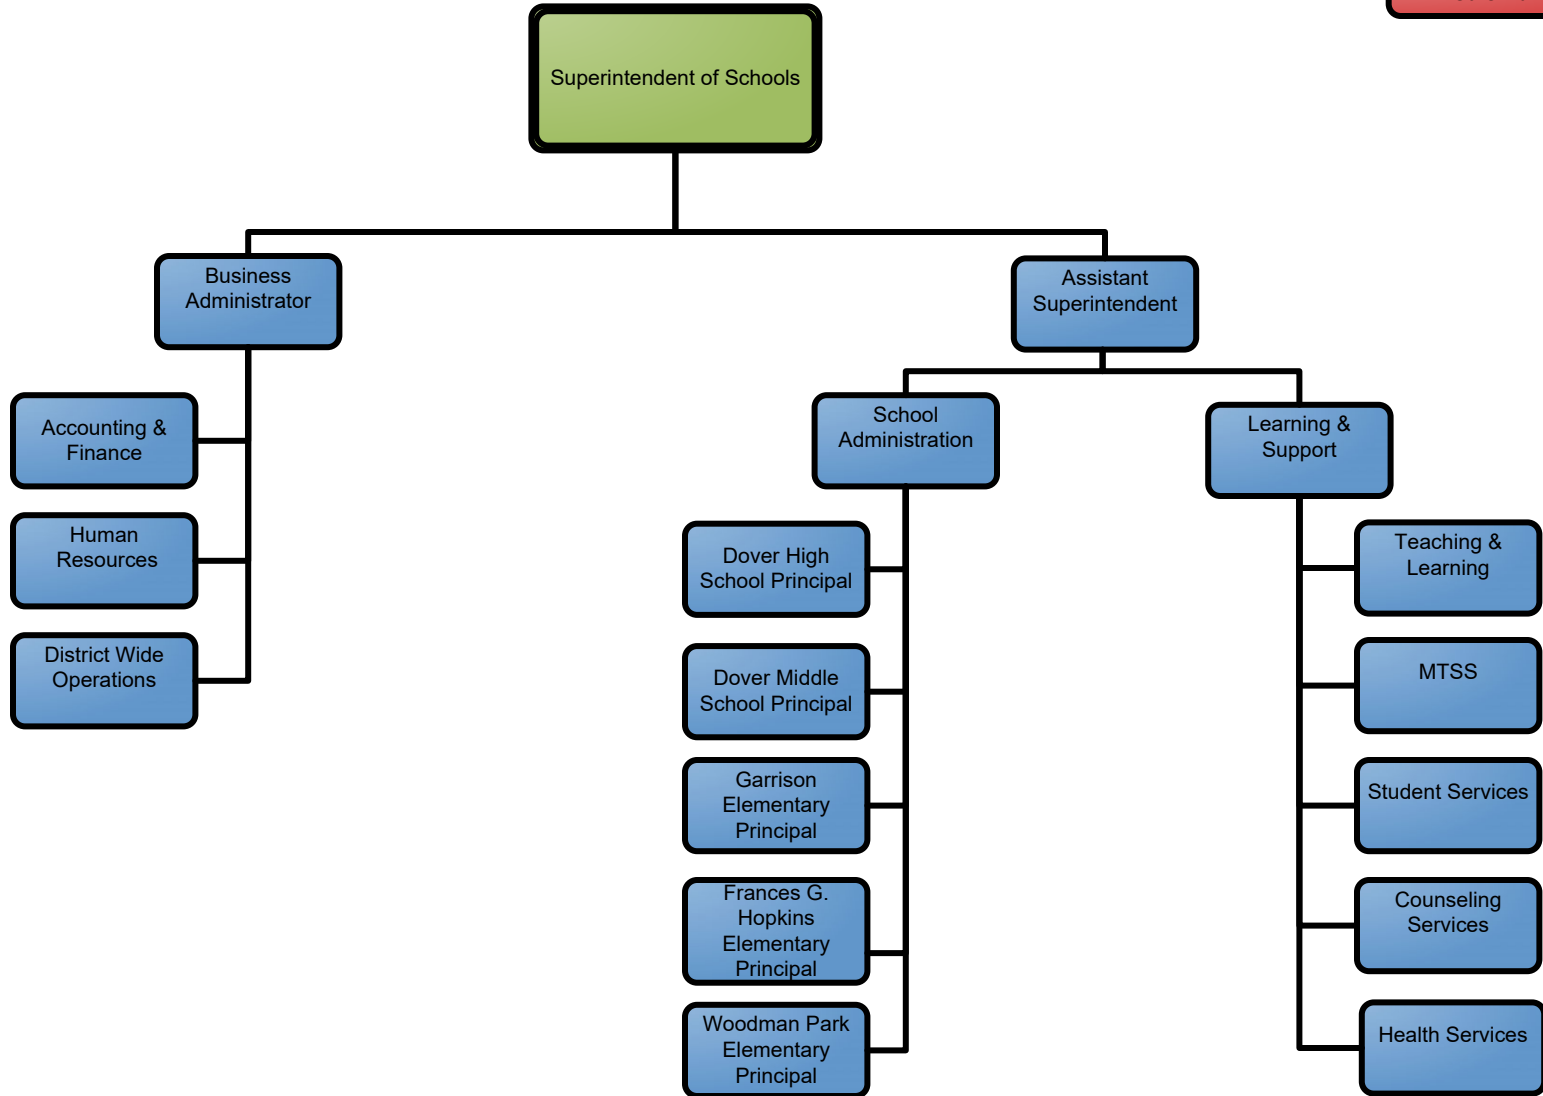 Superintendent of Schools
Business
Administrator
Assistant
Superintendent
Accounting &
Finance
Human
Resources
District Wide
Operations
School
Administration
Dover High
School Principal
Dover Middle
School Principal
Garrison
Elementary
Principal
Frances G.
Hopkins
Elementary
Principal
Woodman Park
Elementary
Principal
Learning &
Support
Teaching &
Learning
MTSS
Student Services
Counseling
Services
Health Services